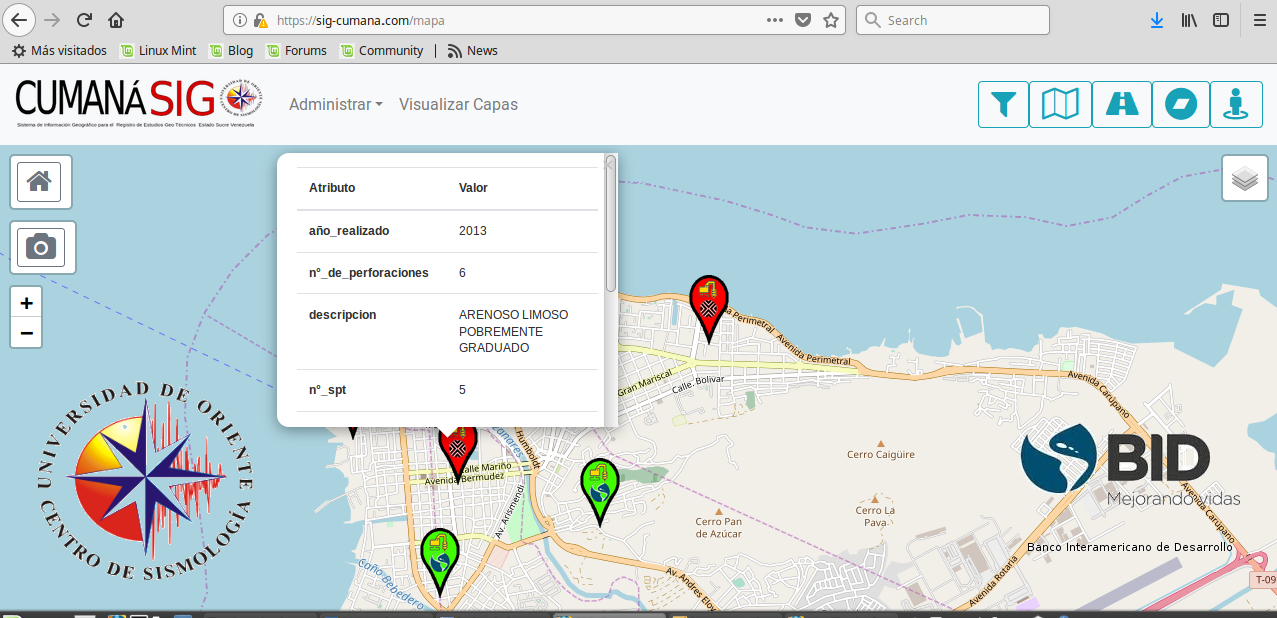 https://sig-cumana.com/mapa
Search
Más visitados
Linux Mint
Blog
Forums
Community
News
CUMANÁ SIG
Sistema de Información Geográfico para el Registro de Estudios Geo Técnicos Estado Sucre Venezuela
Administrar
Visualizar Capas
Atributo Valor
año_realizado 2013
n°_de_perforaciones 6
descripcion ARENOSO LIMOSO
POBREMENTE
GRADUADO
n°_spt 5
+
−
a Perimetral
Avenida Perimetral
Gran Mariscal
Calle Bolívar
Avenida Carúpano
Humboldt
Calle Mariño
Avenida Bermudez
Av. Arismendi
Cerro Caigüire
Cerro La
Pava
Cerro Pan
de Azúcar
Avenida Carúpano
Caño Bebedero
Av. Andres Eloy
Avenida Rotaria
T-09
UNIVERSIDAD DE ORIENTE
CENTRO DE SISMOLOGÍA
BID
Mejorando vidas
Banco Interamericano de Desarrollo